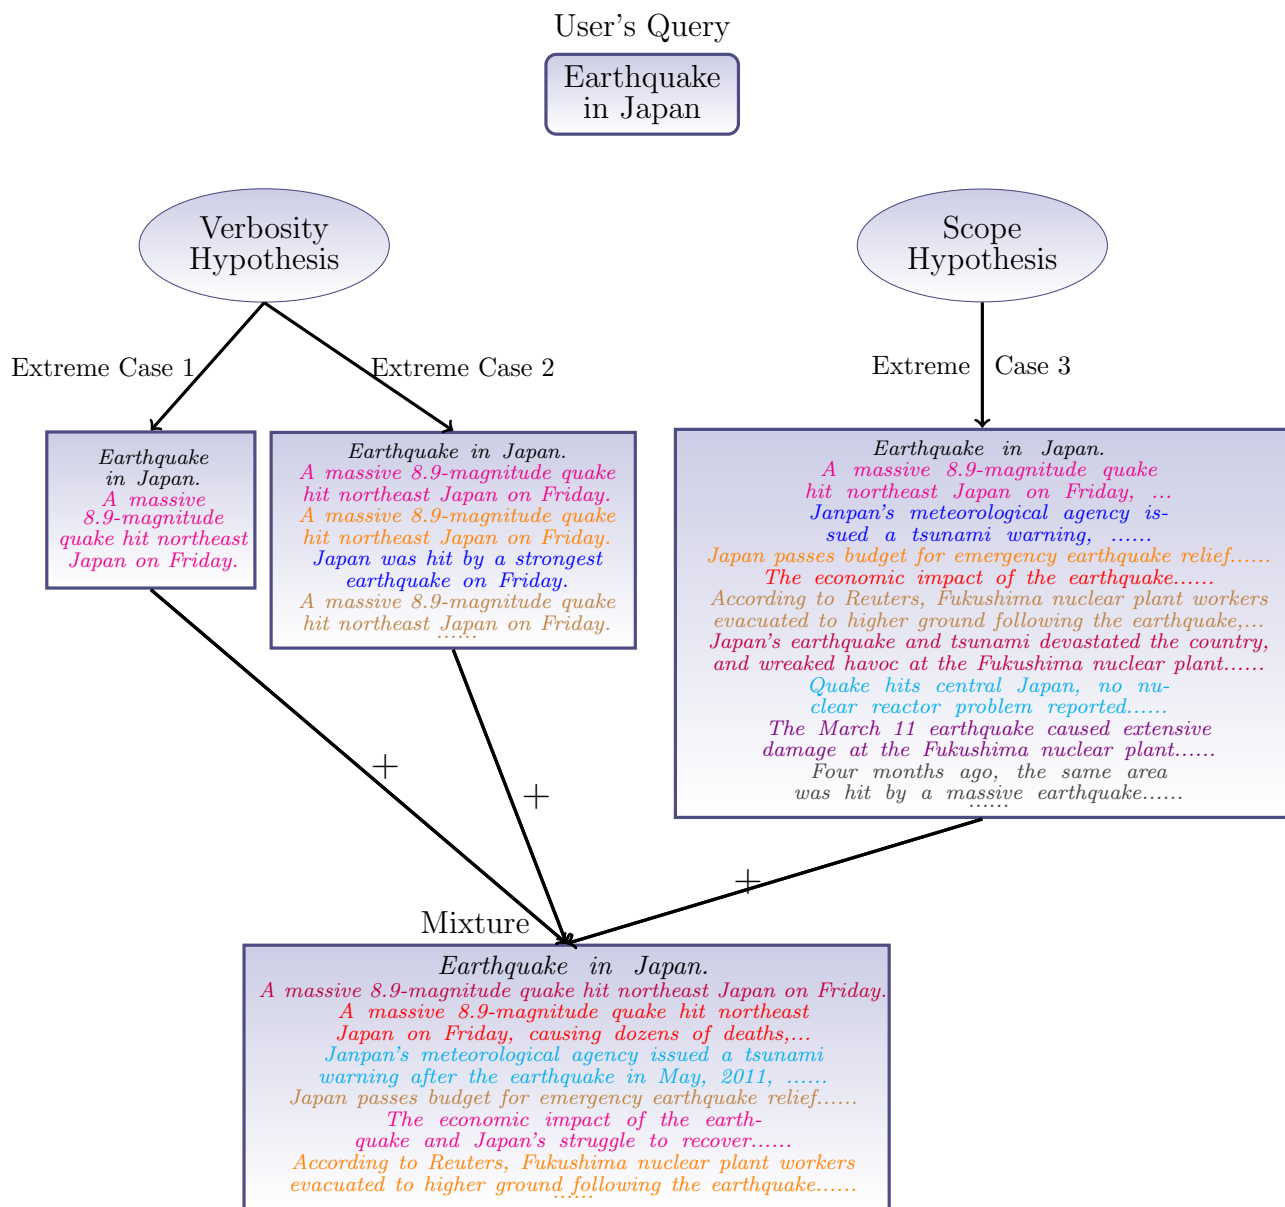 User's Query
Earthquake
in Japan
Verbosity
Hypothesis
Scope
Hypothesis
Extreme Case 1
Extreme Case 2
Extreme Case 3
Earthquake
in Japan.
A massive
8.9-magnitude
quake hit northeast
Japan on Friday.
Earthquake in Japan.
A massive 8.9-magnitude quake
hit northeast Japan on Friday.
A massive 8.9-magnitude quake
hit northeast Japan on Friday.
Japan was hit by a strongest
earthquake on Friday.
A massive 8.9-magnitude quake
hit northeast Japan on Friday.
......
Earthquake in Japan.
A massive 8.9-magnitude quake
hit northeast Japan on Friday, ...
Janpan's meteorological agency is-
sued a tsunami warning, ......
Japan passes budget for emergency earthquake relief......
The economic impact of the earthquake......
According to Reuters, Fukushima nuclear plant workers
evacuated to higher ground following the earthquake,...
Japan's earthquake and tsunami devastated the country,
and wreaked havoc at the Fukushima nuclear plant......
Quake hits central Japan, no nu-
clear reactor problem reported......
The March 11 earthquake caused extensive
damage at the Fukushima nuclear plant......
Four months ago, the same area
was hit by a massive earthquake......
......
+
+
+
Mixture
Earthquake in Japan.
A massive 8.9-magnitude quake hit northeast Japan on Friday.
A massive 8.9-magnitude quake hit northeast
Japan on Friday, causing dozens of deaths,...
Janpan's meteorological agency issued a tsunami
warning after the earthquake in May, 2011, ......
Japan passes budget for emergency earthquake relief......
The economic impact of the earth-
quake and Japan's struggle to recover......
According to Reuters, Fukushima nuclear plant workers
evacuated to higher ground following the earthquake......
......